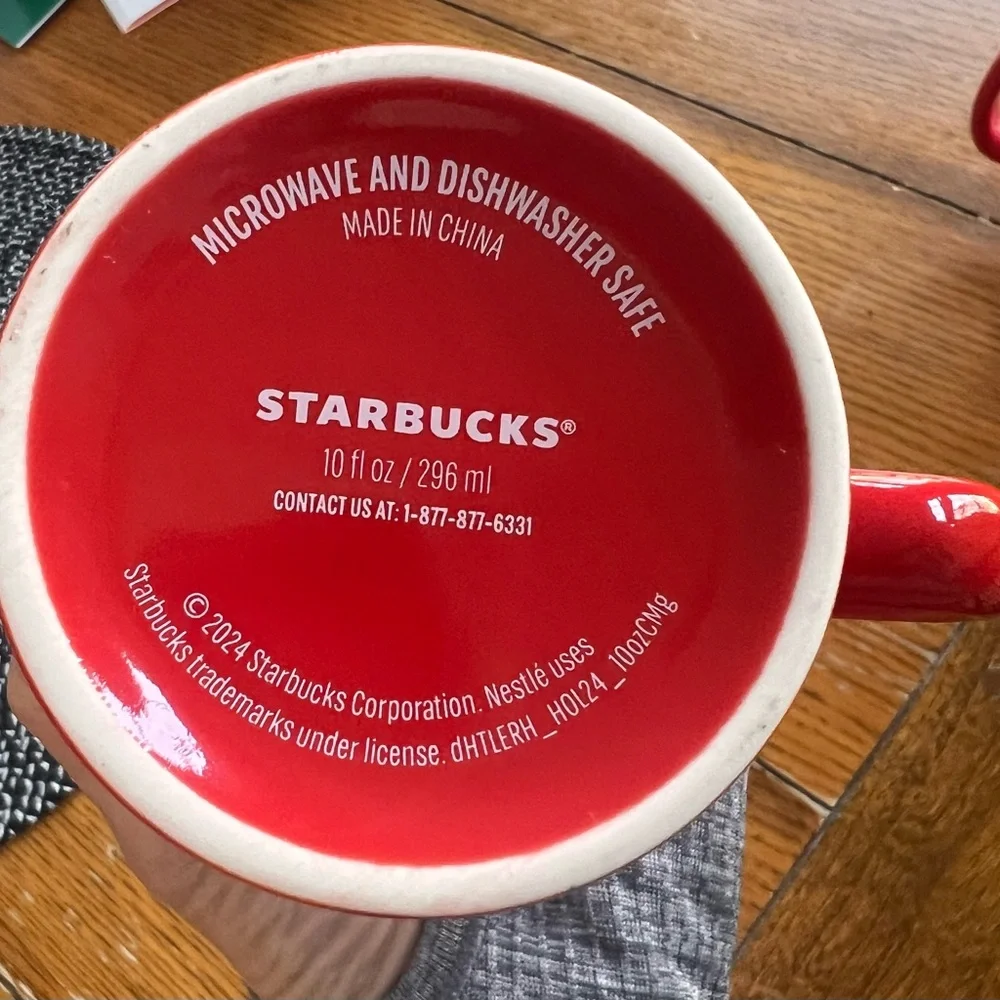 MICROWAVE AND DISHWASHER SAFE
MADE IN CHINA
STARBUCKS®
10 fl oz / 296 ml
CONTACT US AT: 1-877-877-6331
© 2024 Starbucks Corporation. Nestlé uses
Starbucks trademarks under license. dHTLERH_HOL24_10ozCMg